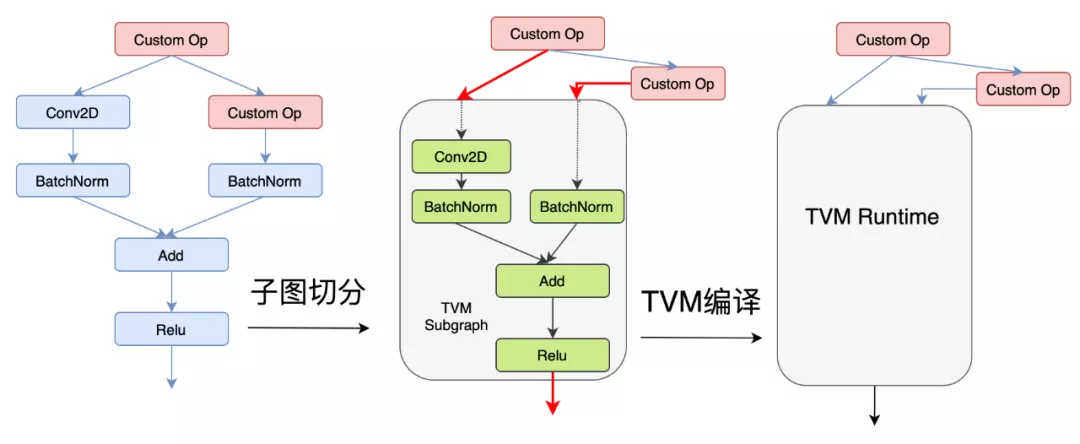 Custom Op
Conv2D
Custom Op
BatchNorm
BatchNorm
Add
Relu
子图切分
Custom Op
Custom Op
Conv2D
BatchNorm
BatchNorm
Add
TVM
Subgraph
Relu
TVM编译
Custom Op
Custom Op
TVM Runtime